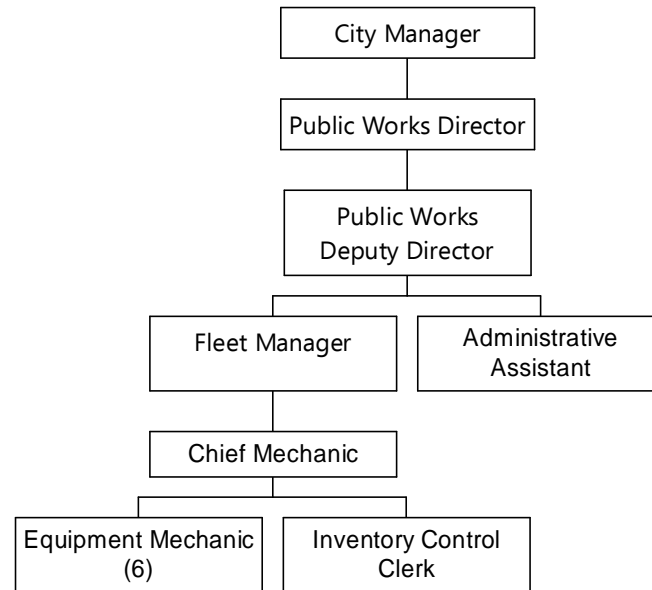 City Manager
Public Works Director
Public Works
Deputy Director
Fleet Manager
Administrative
Assistant
Chief Mechanic
Equipment Mechanic
(6)
Inventory Control
Clerk